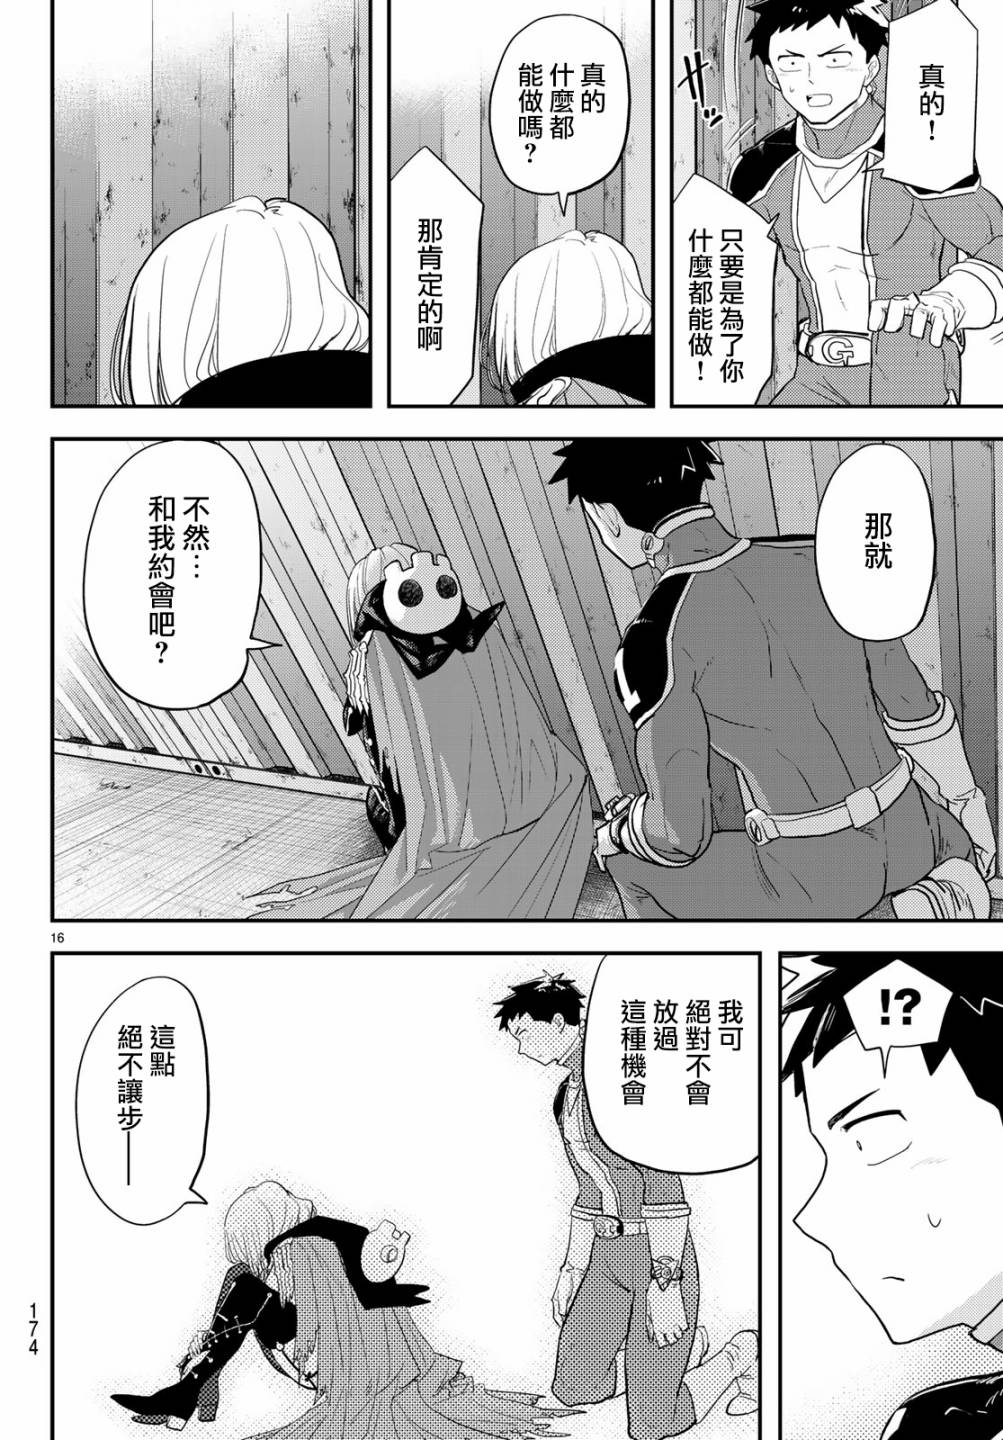 真的！
只要是為了你
什麼都能做！
G
真的
什麼都
能做嗎？
那肯定的啊
那就
不然…
和我約會吧？
16
!?
我可
絕對不會
放過
這種機會
這點
絕不讓步──
174